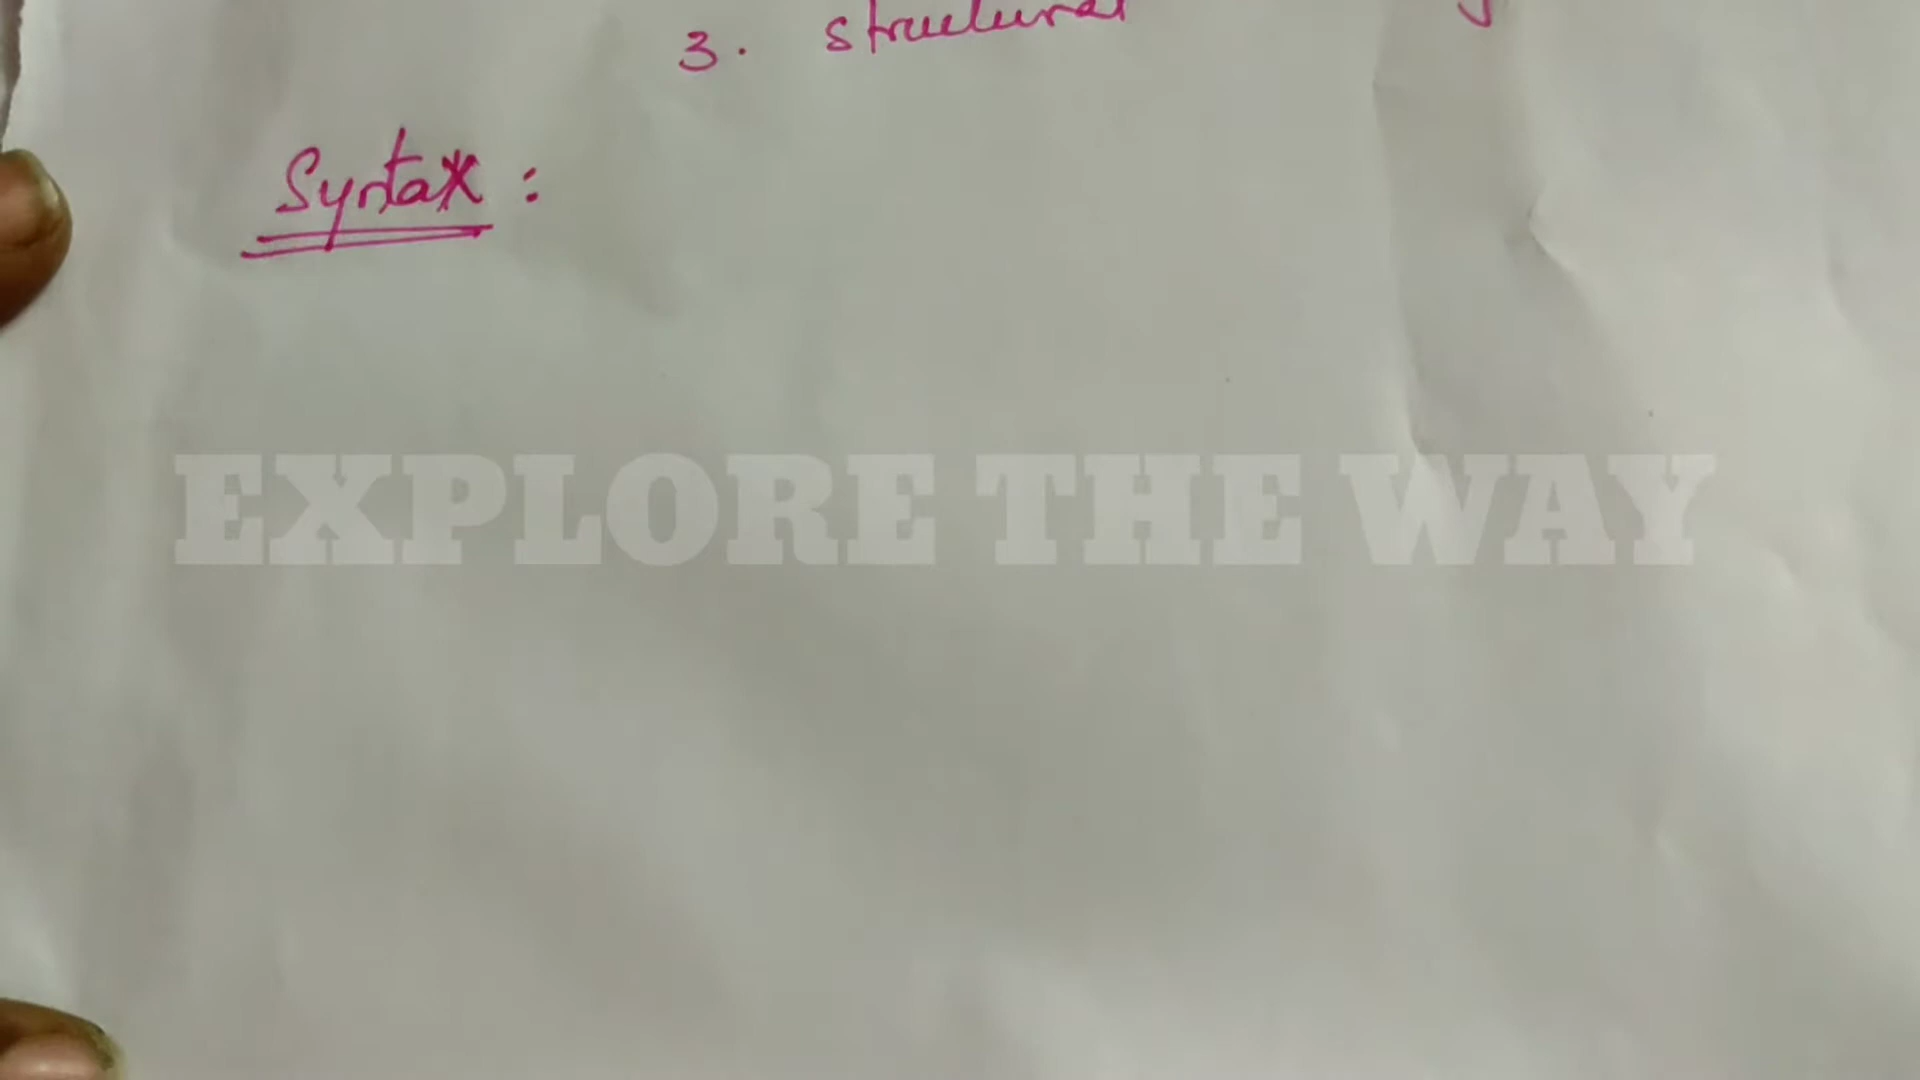 3. Structural
Syntax :
EXPLORE THE WAY